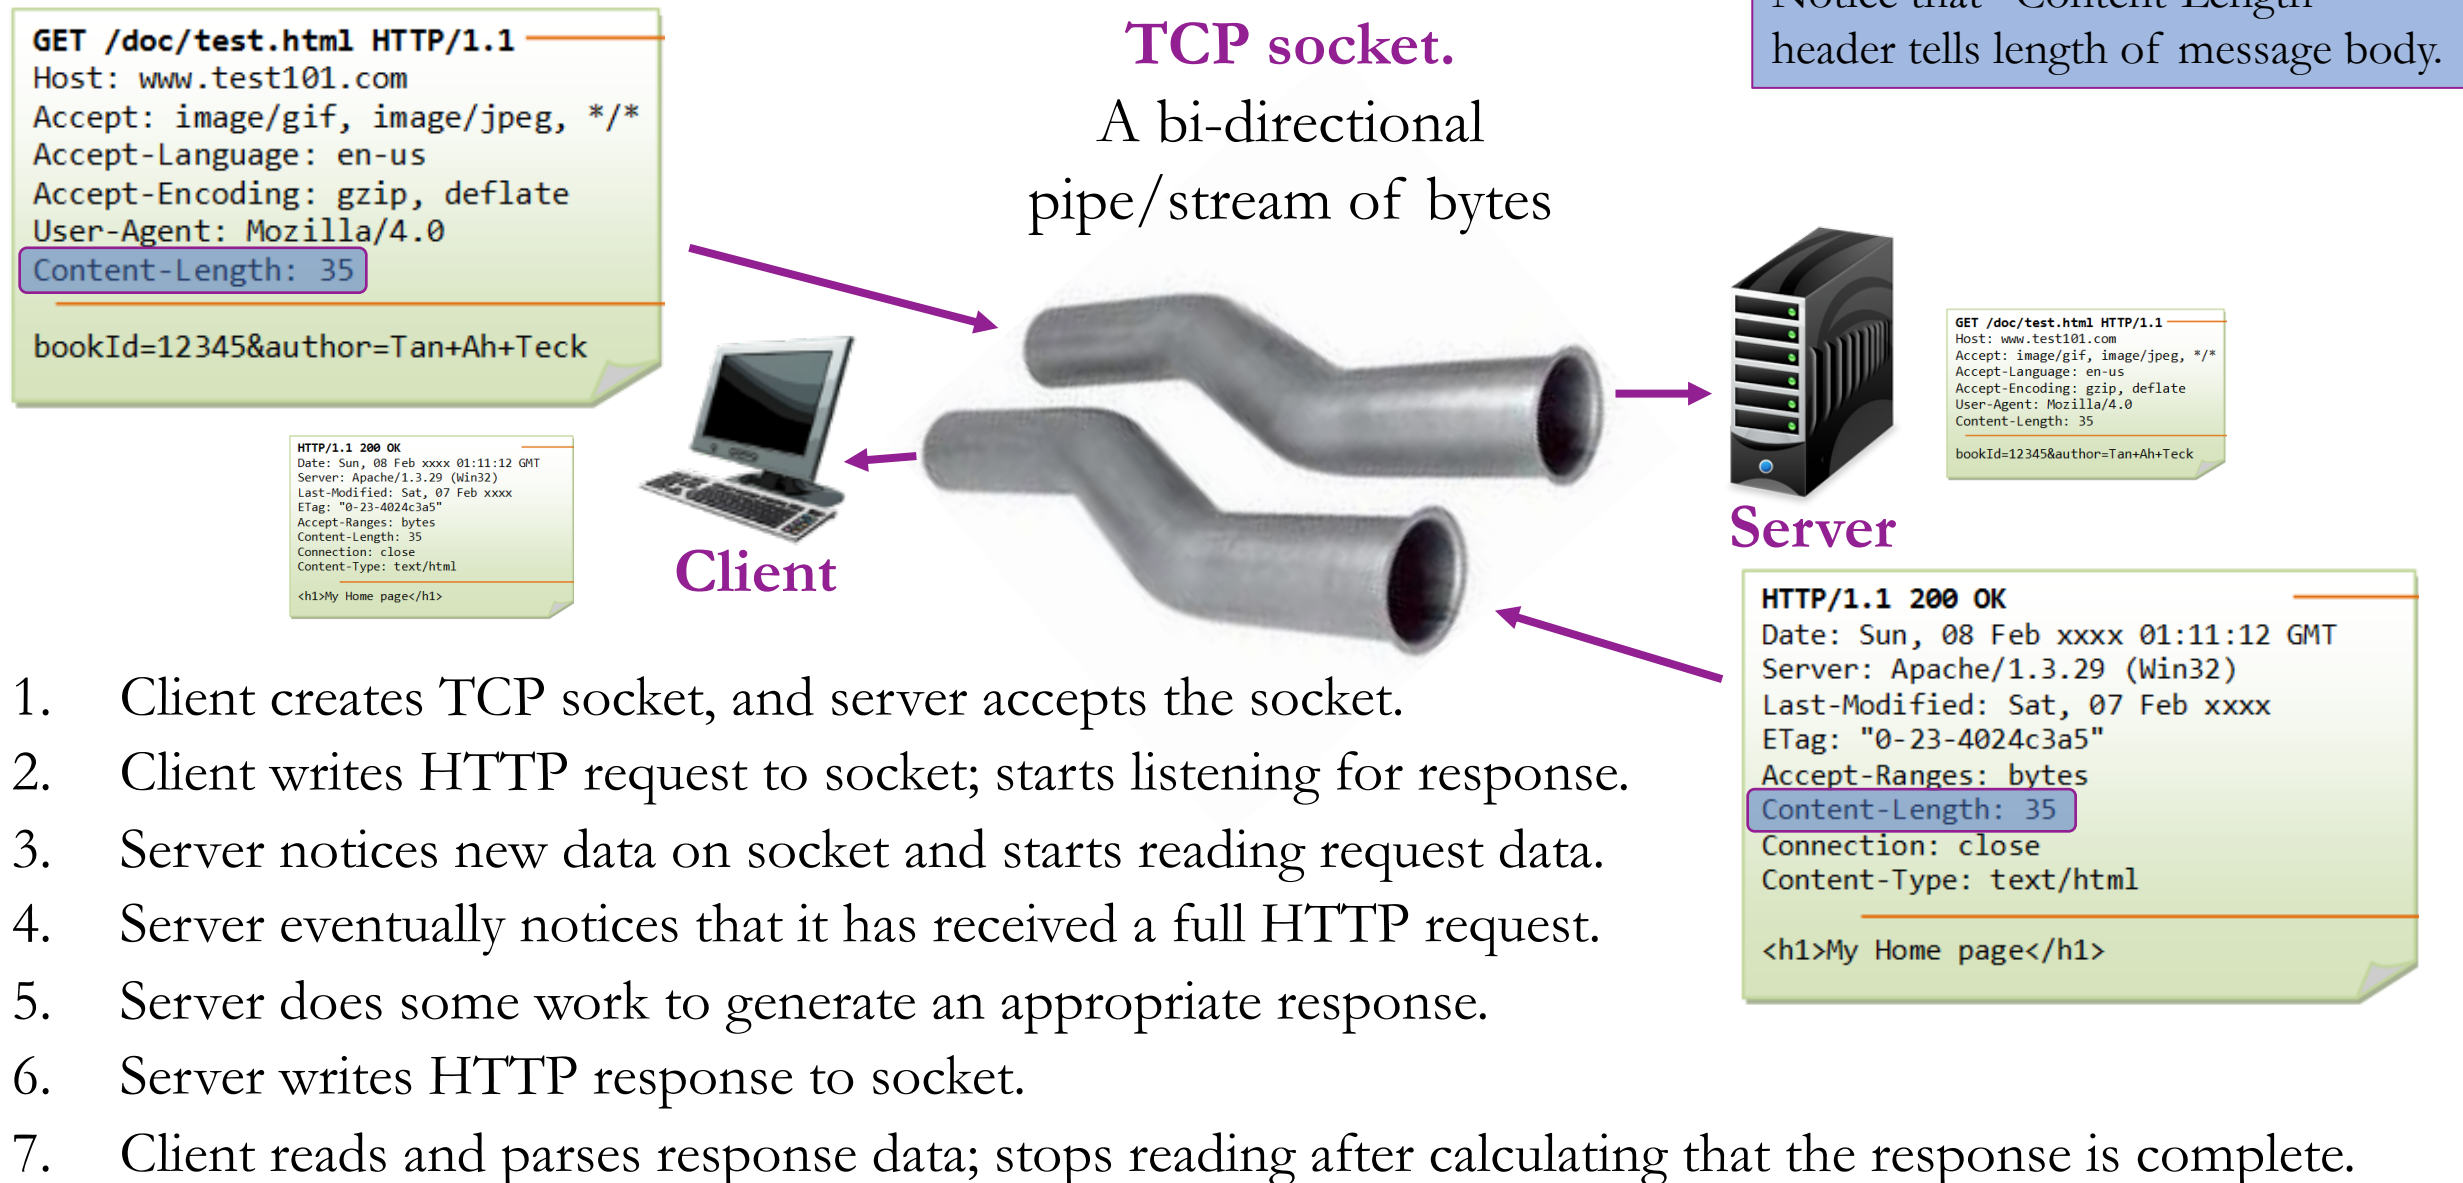 GET /doc/test.html HTTP/1.1
Host: www.test101.com
Accept: image/gif, image/jpeg, */*
Accept-Language: en-us
Accept-Encoding: gzip, deflate
User-Agent: Mozilla/4.0
Content-Length: 35
bookId=12345&author=Tan+Ah+Teck
TCP socket.
A bi-directional
pipe/stream of bytes
Notice that "Content-Length"
header tells length of message body.
HTTP/1.1 200 OK
Date: Sun, 08 Feb xxxx 01:11:12 GMT
Server: Apache/1.3.29 (Win32)
Last-Modified: Sat, 07 Feb xxxx
ETag: "0-23-4024c3a5"
Accept-Ranges: bytes
Content-Length: 35
Connection: close
Content-Type: text/html
<h1>My Home page</h1>
Client
Server
GET /doc/test.html HTTP/1.1
Host: www.test101.com
Accept: image/gif, image/jpeg, */*
Accept-Language: en-us
Accept-Encoding: gzip, deflate
User-Agent: Mozilla/4.0
Content-Length: 35
bookId=12345&author=Tan+Ah+Teck
HTTP/1.1 200 OK
Date: Sun, 08 Feb xxxx 01:11:12 GMT
Server: Apache/1.3.29 (Win32)
Last-Modified: Sat, 07 Feb xxxx
ETag: "0-23-4024c3a5"
Accept-Ranges: bytes
Content-Length: 35
Connection: close
Content-Type: text/html
<h1>My Home page</h1>
1. Client creates TCP socket, and server accepts the socket.
2. Client writes HTTP request to socket; starts listening for response.
3. Server notices new data on socket and starts reading request data.
4. Server eventually notices that it has received a full HTTP request.
5. Server does some work to generate an appropriate response.
6. Server writes HTTP response to socket.
7. Client reads and parses response data; stops reading after calculating that the response is complete.